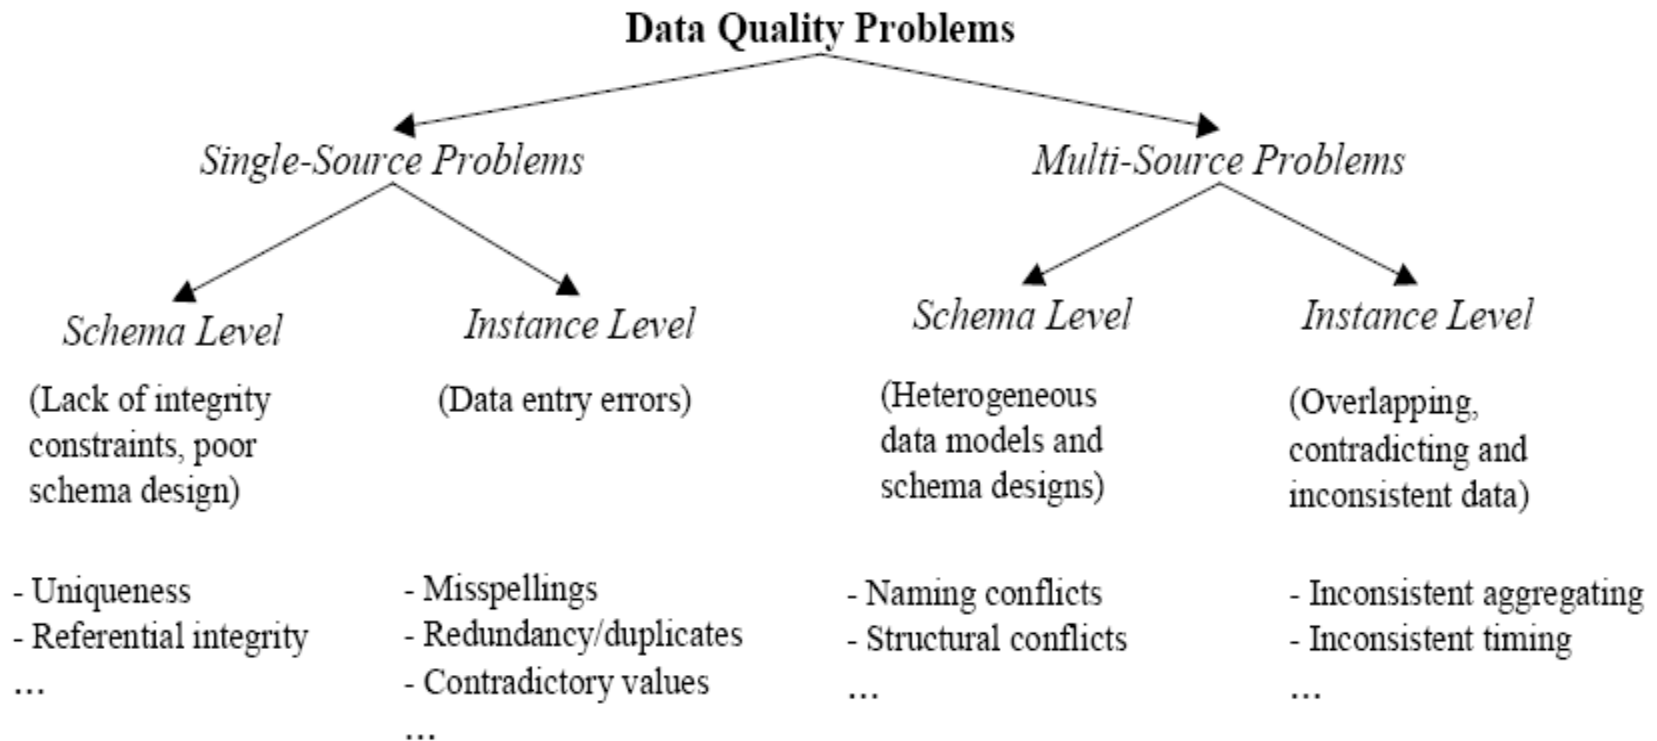 Data Quality Problems
Single-Source Problems
Multi-Source Problems
Schema Level
Instance Level
Schema Level
Instance Level
(Lack of integrity
constraints, poor
schema design)
(Data entry errors)
(Heterogeneous
data models and
schema designs)
(Overlapping,
contradicting and
inconsistent data)
- Uniqueness
- Referential integrity
...
- Misspellings
- Redundancy/duplicates
- Contradictory values
...
- Naming conflicts
- Structural conflicts
...
- Inconsistent aggregating
- Inconsistent timing
...